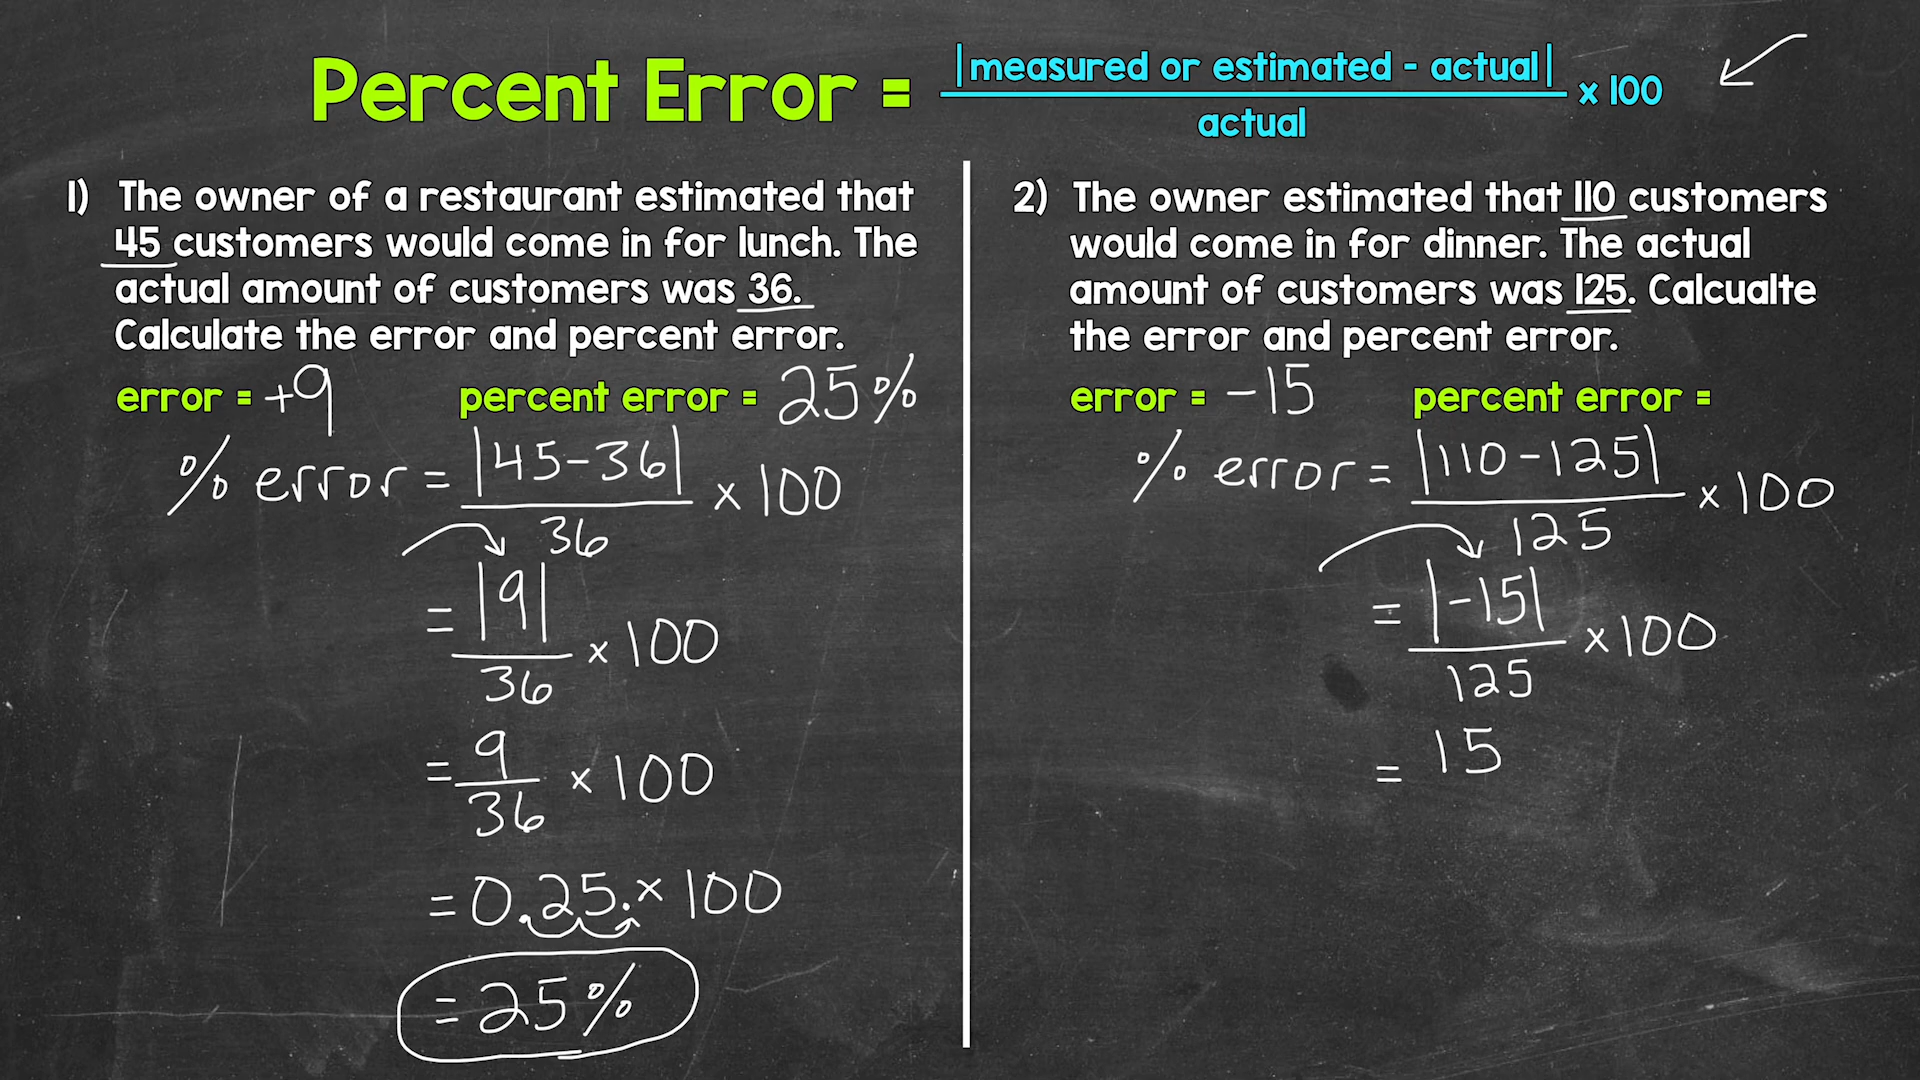 Percent Error = |measured or estimated - actual| / actual x 100
1) The owner of a restaurant estimated that
45 customers would come in for lunch. The
actual amount of customers was 36.
Calculate the error and percent error.
error = +9 percent error = 25%
% error = |45-36| / 36 x 100
= |9| / 36 x 100
= 9 / 36 x 100
= 0.25. x 100
= 25%
2) The owner estimated that 110 customers
would come in for dinner. The actual
amount of customers was 125. Calcualte
the error and percent error.
error = -15 percent error =
% error = |110-125| / 125 x 100
= |-15| / 125 x 100
= 15